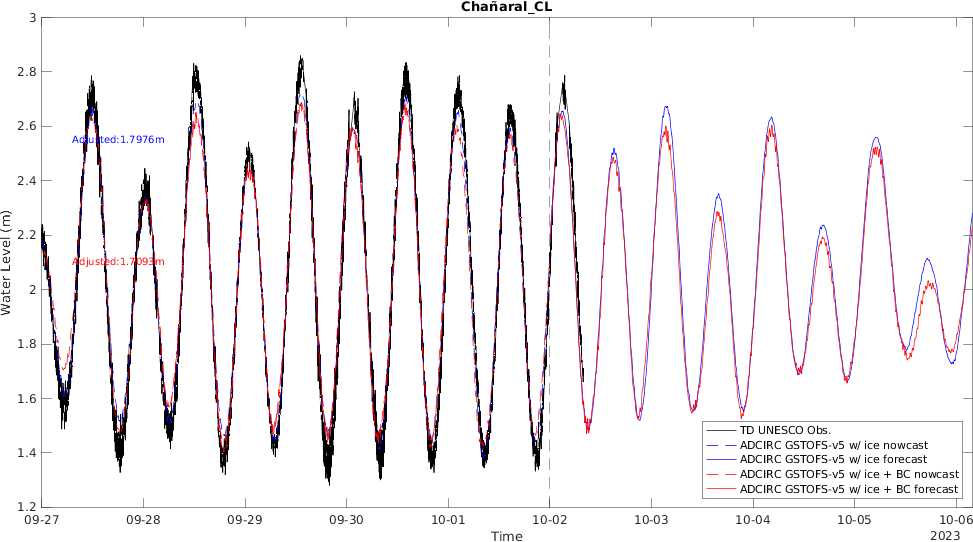 Chañaral_CL
3
2.8
2.6
2.4
2.2
2
1.8
1.6
1.4
1.2
Water Level (m)
Adjusted:1.7976m
Adjusted:1.7093m
TD UNESCO Obs.
ADCIRC GSTOFS-v5 w/ ice nowcast
ADCIRC GSTOFS-v5 w/ ice forecast
ADCIRC GSTOFS-v5 w/ ice + BC nowcast
ADCIRC GSTOFS-v5 w/ ice + BC forecast
09-27 09-28 09-29 09-30 10-01 10-02 10-03 10-04 10-05 10-06
Time
2023